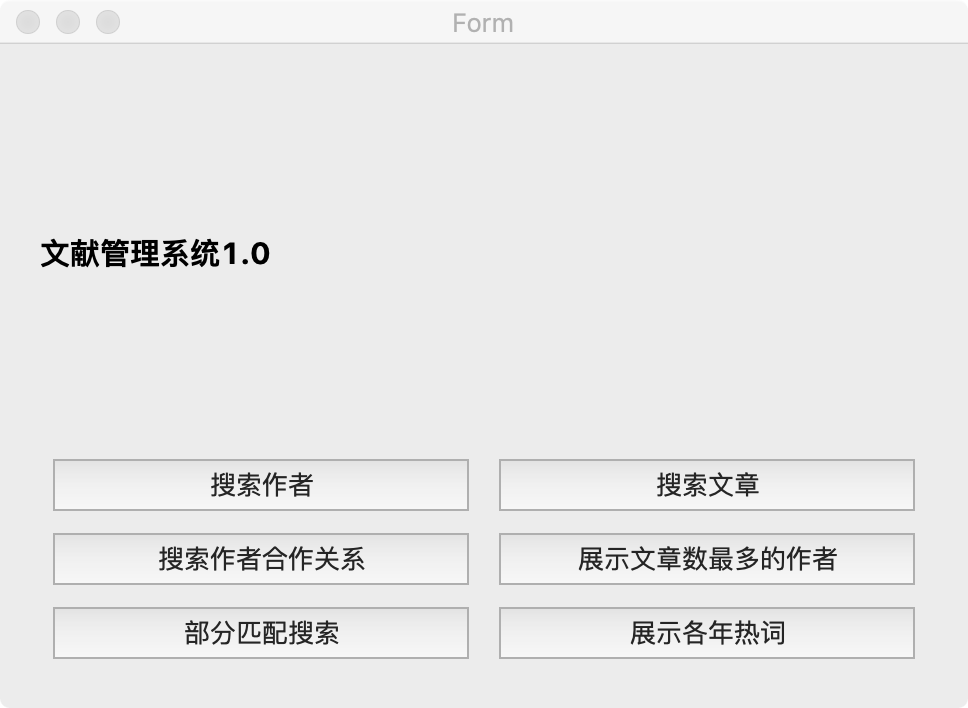 Form
文献管理系统1.0
搜索作者
搜索文章
搜索作者合作关系
展示文章数最多的作者
部分匹配搜索
展示各年热词